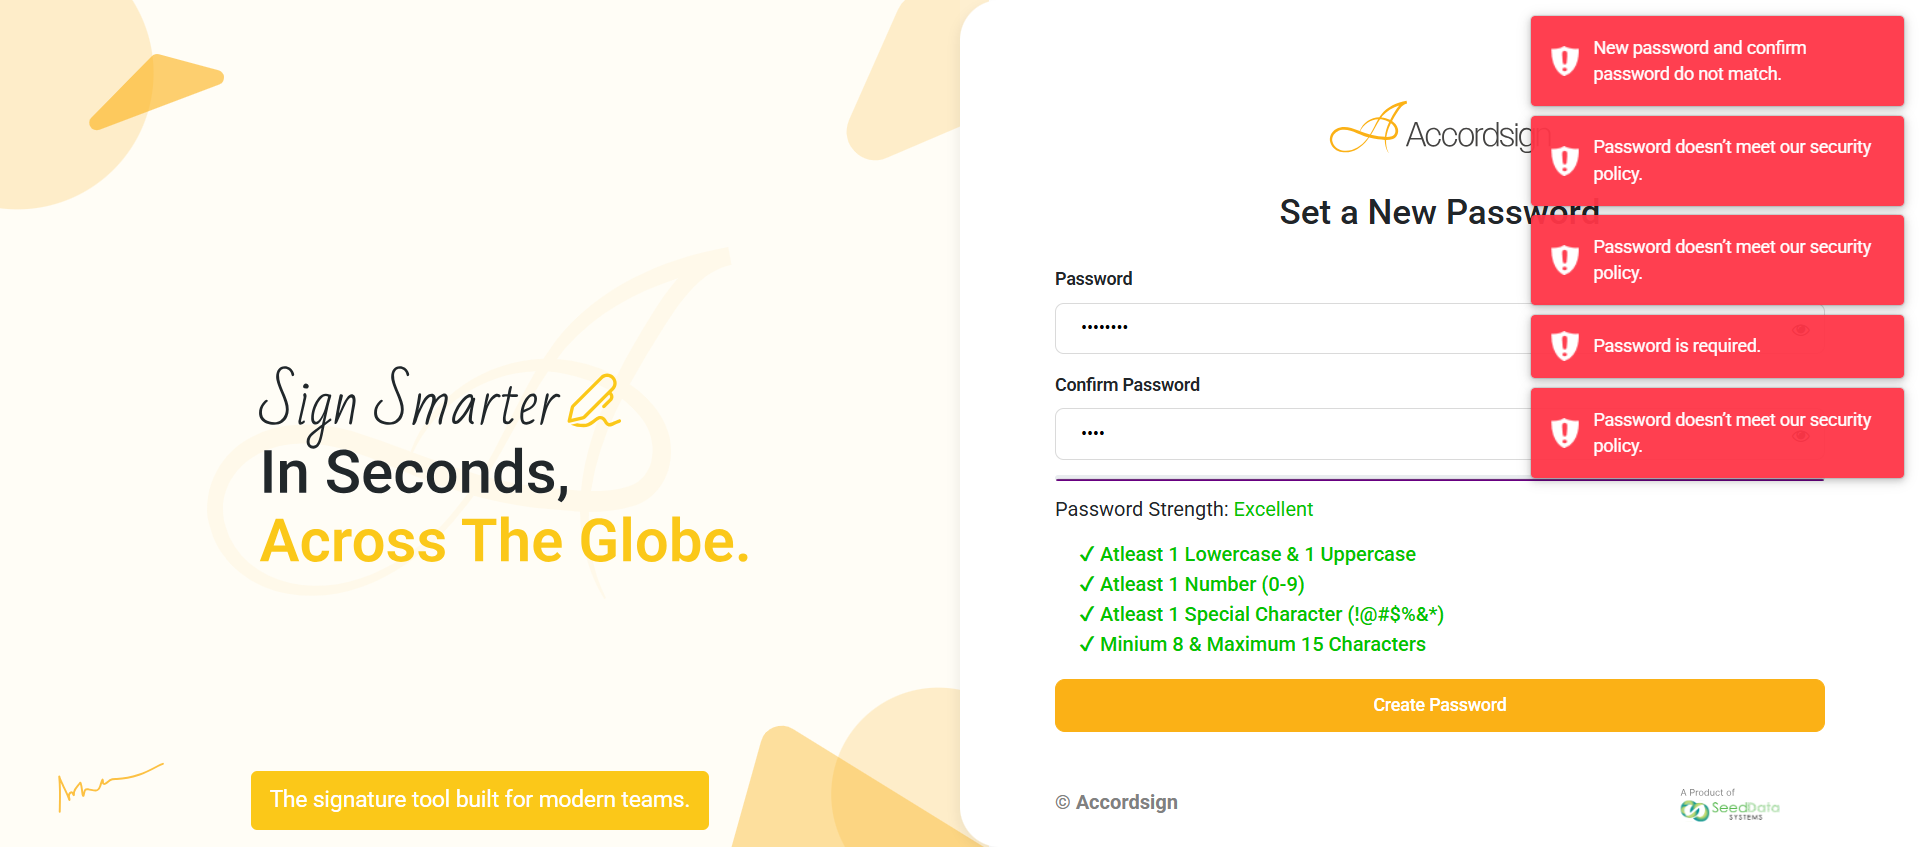 Sign Smarter
In Seconds,
Across The Globe.
The signature tool built for modern teams.
Accordsign
Set a New Password
Password
••••••••
Confirm Password
••••
Password Strength: Excellent
✓ Atleast 1 Lowercase & 1 Uppercase
✓ Atleast 1 Number (0-9)
✓ Atleast 1 Special Character (!@#$%&*)
✓ Minium 8 & Maximum 15 Characters
Create Password
© Accordsign
A Product of
SeedData
SYSTEMS
New password and confirm
password do not match.
Password doesn't meet our security
policy.
Password doesn't meet our security
policy.
Password is required.
Password doesn't meet our security
policy.